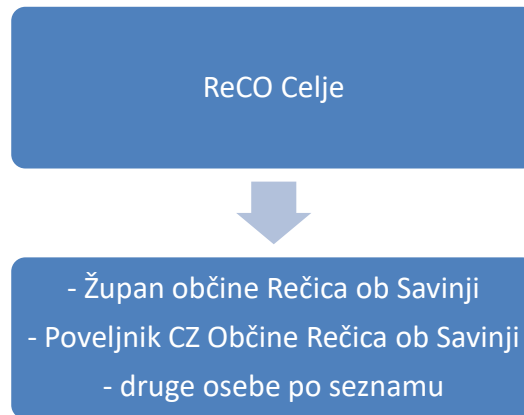 ReCO Celje
- Župan občine Rečica ob Savinji
- Poveljnik CZ Občine Rečica ob Savinji
- druge osebe po seznamu